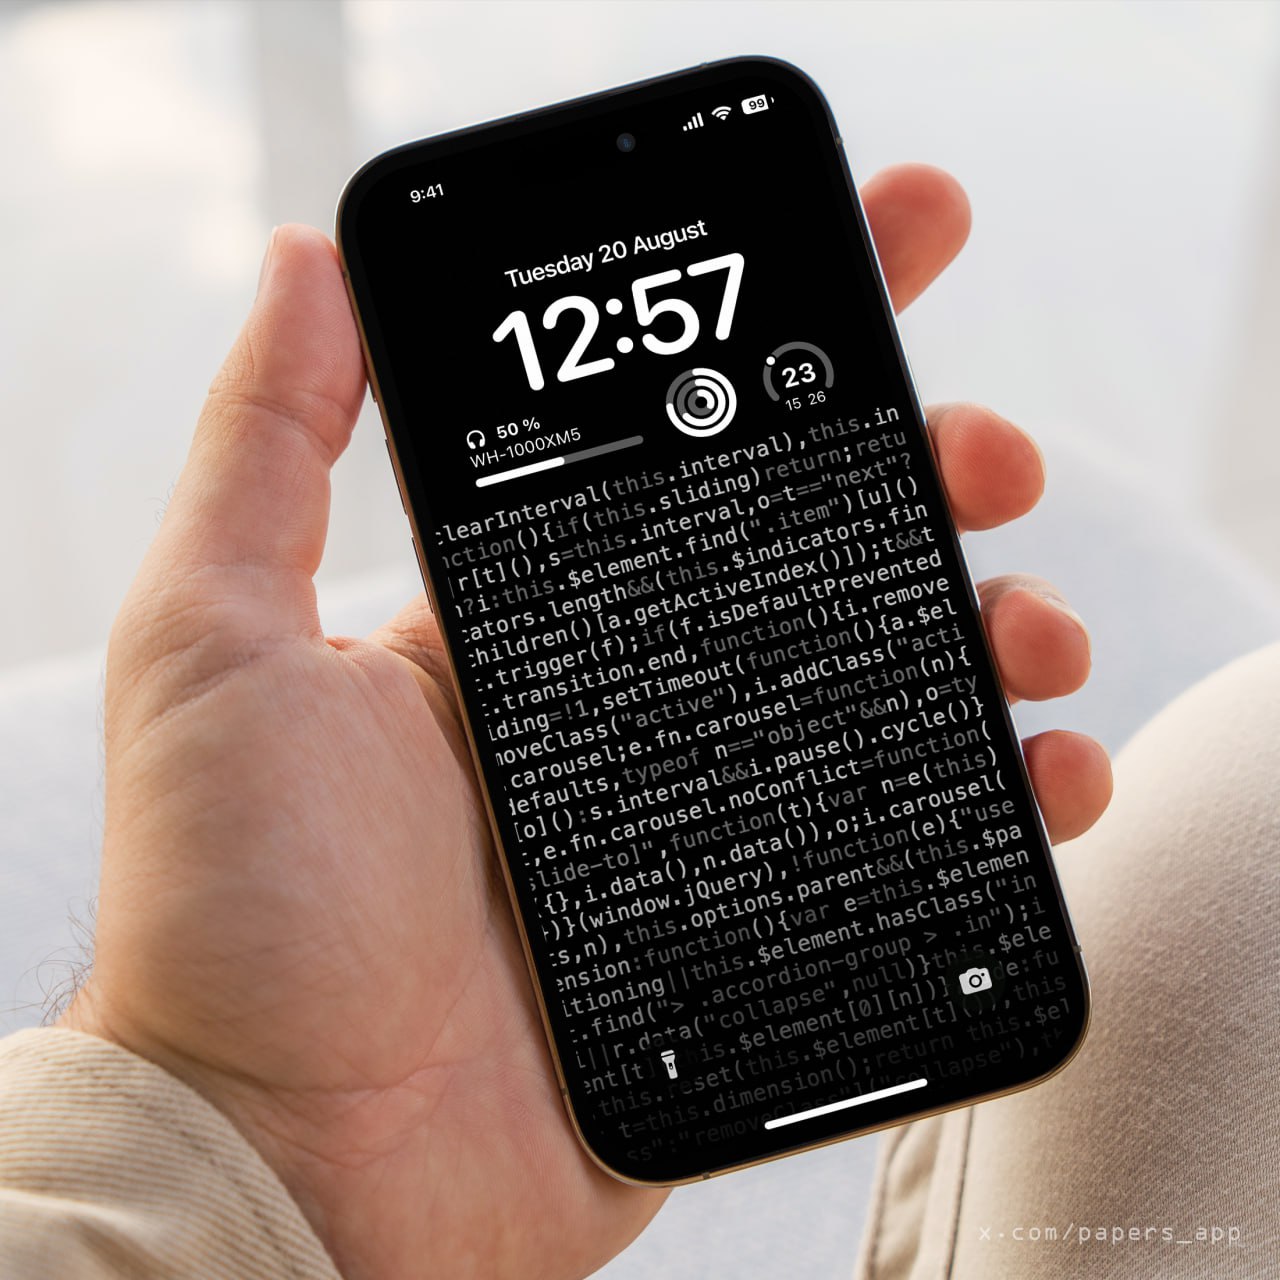 9:41
99
Tuesday 20 August
12:57
50 %
WH-1000XM5
23
15 26
clearInterval(this.interval),this.in
nction(){if(this.sliding)return;retu
r[t](),s=this.interval,o=t=="next"?
?i:this.$element.find(".item")[u]()
cators.length&&(this.$indicators.fin
children()[a.getActiveIndex()]);t&&t
.trigger(f);if(f.isDefaultPrevented
.transition.end,function(){i.remove
iding=!1,setTimeout(function(){a.$el
moveClass("active"),i.addClass("acti
.carousel;e.fn.carousel=function(n){
defaults,typeof n=="object"&&n),o=ty
[o]():s.interval&&i.pause().cycle()}
,e.fn.carousel.noConflict=function(
slide-to]",function(t){var n=e(this)
{},i.data(),n.data()),o;i.carousel(
)}(window.jQuery),!function(e){"use
s,n),this.options.parent&&(this.$pa
ension:function(){var e=this.$elemen
itioning||this.$element.hasClass("in
.find("> .accordion-group > .in");i
||r.data("collapse",null)}this.$ele
ent[t] this.$element[0][n])} de:fu
this.reset(this.$element[t]()),this
t=this.dimension();return this.$el
ss":"removeClass"]("collapse"),t
x.com/papers_app